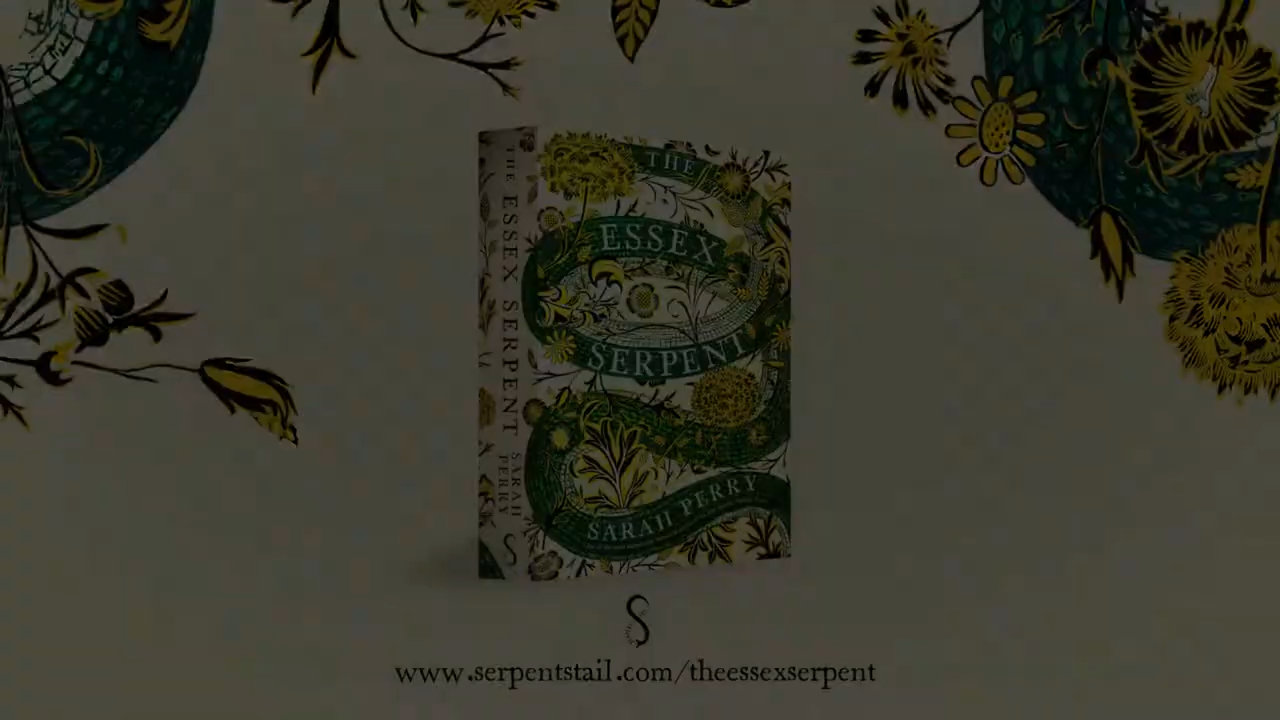 THE ESSEX SERPENT SARAH PERRY
THE
ESSEX
SERPENT
SARAH PERRY
www.serpentstail.com/theessexserpent